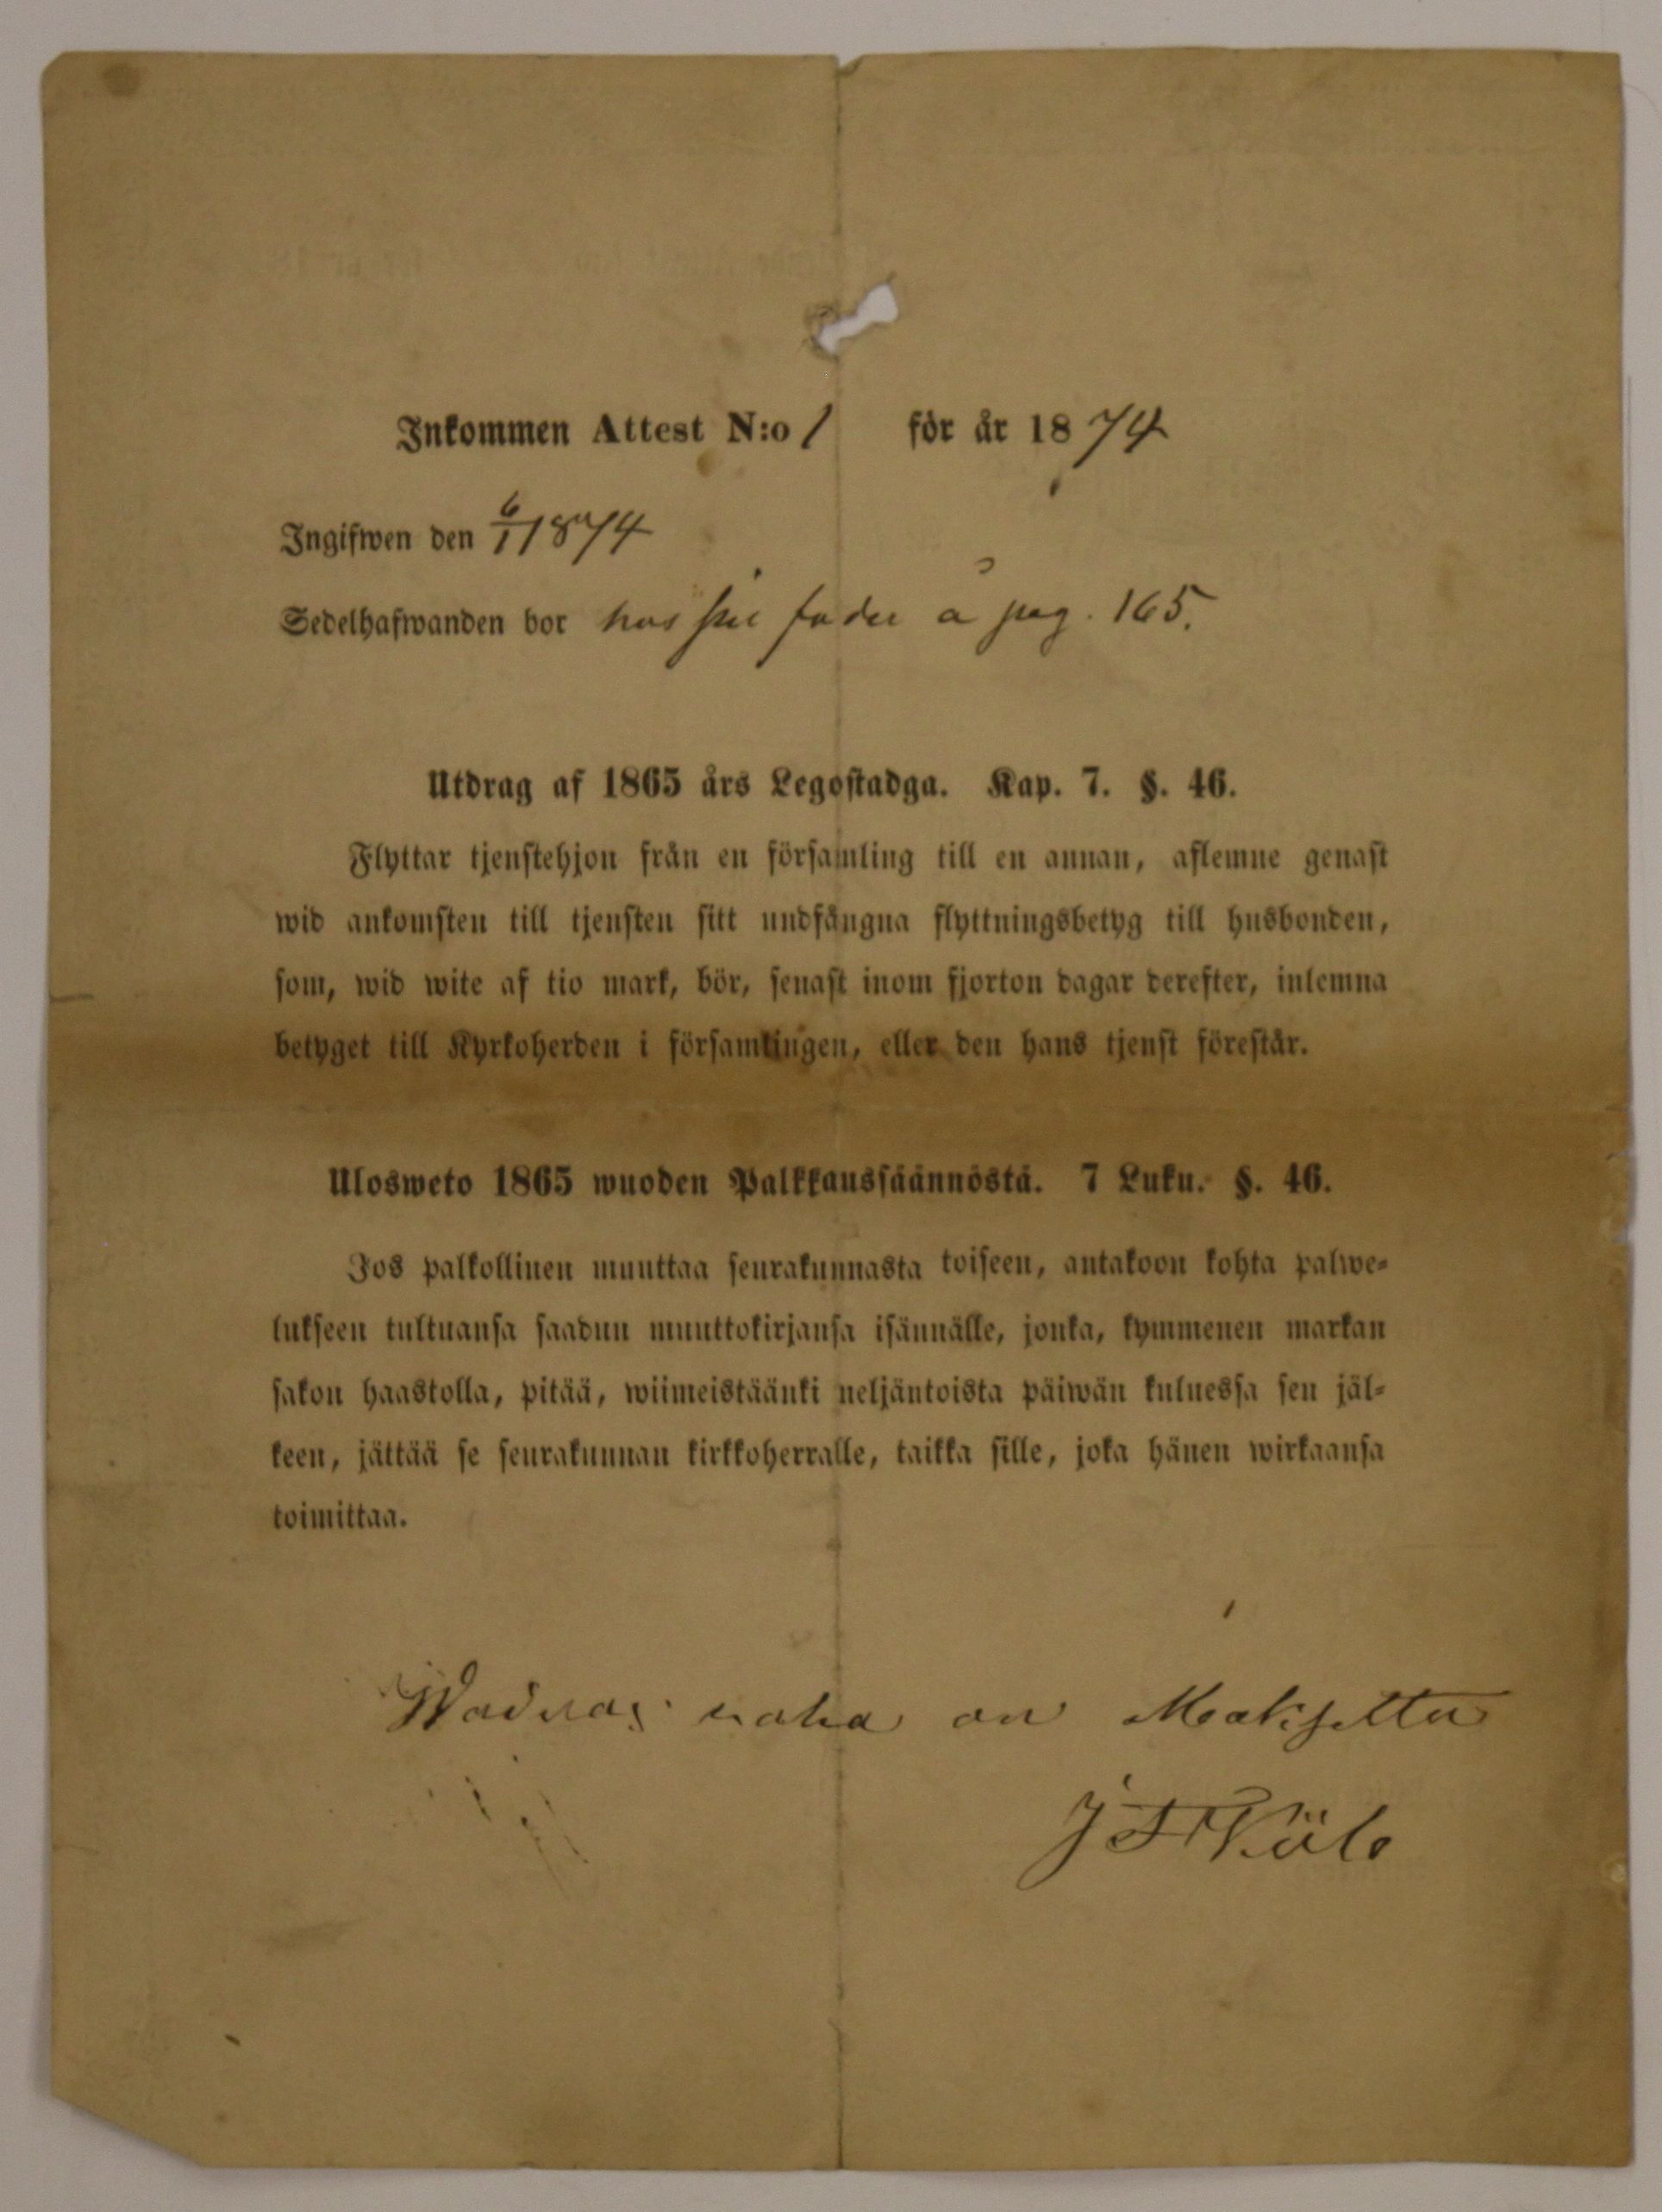 Inkommen Attest N:o 1 för år 1874
Ingifwen den 6/1 1874
Sedelhafwanden bor hos sin fader å pag. 165.
Utdrag af 1865 års Legostadga. Kap. 7. §. 46.
Flyttar tjenstehjon från en församling till en annan, aflemne genast
wid ankomsten till tjensten sitt undfångna flyttningsbetyg till husbonden,
som, wid wite af tio mark, bör, senast inom fjorton dagar derefter, inlemna
betyget till Kyrkoherden i församlingen, eller den hans tjenst förestår.
Ulosweto 1865 wuoden Palkkaussäännöstä. 7 Luku. §. 46.
Jos palkollinen muuttaa seurakunnasta toiseen, antakoon kohta palwe-
lukseen tultuansa saadun muuttokirjansa isännälle, jonka, kymmenen markan
sakon haastolla, pitää, wiimeistäänki neljäntoista päiwän kuluessa sen jäl-
keen, jättää se seurakunnan kirkkoherralle, taikka sille, joka hänen wirkaansa
toimittaa.
raha on Maksettu